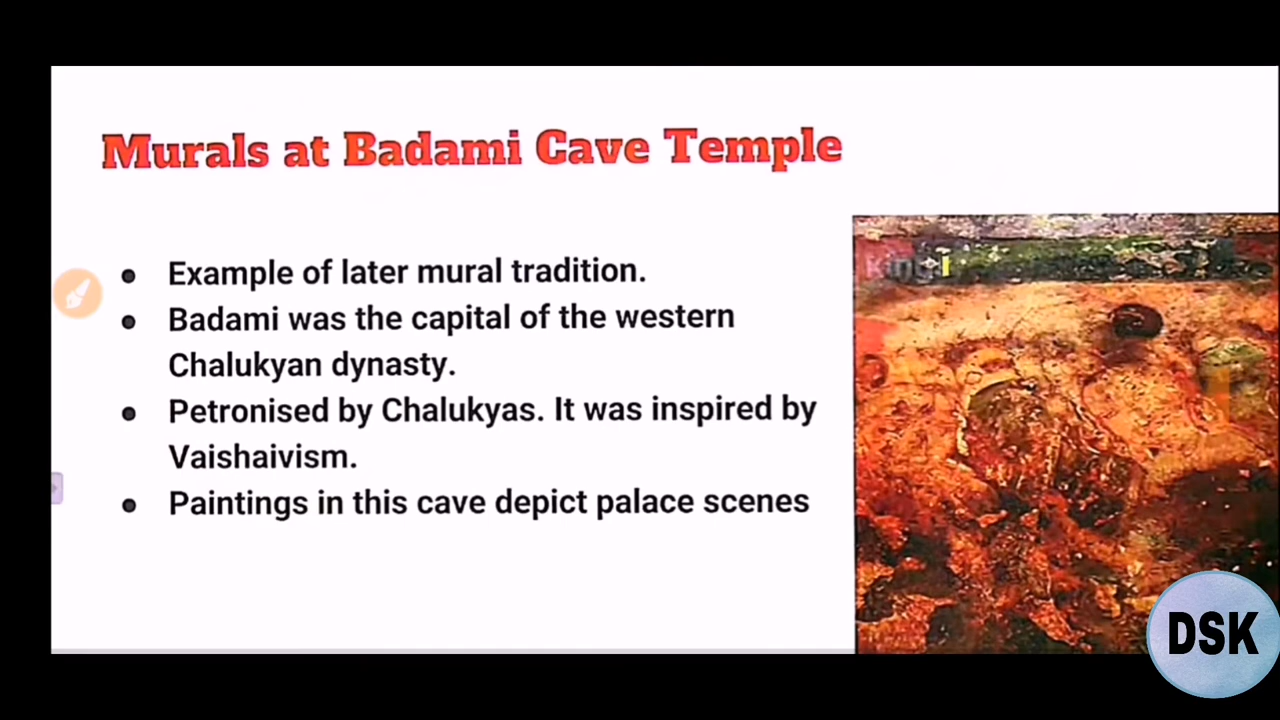 Murals at Badami Cave Temple
Example of later mural tradition.
Badami was the capital of the western
Chalukyan dynasty.
Petronised by Chalukyas. It was inspired by
Vaishaivism.
Paintings in this cave depict palace scenes
DSK